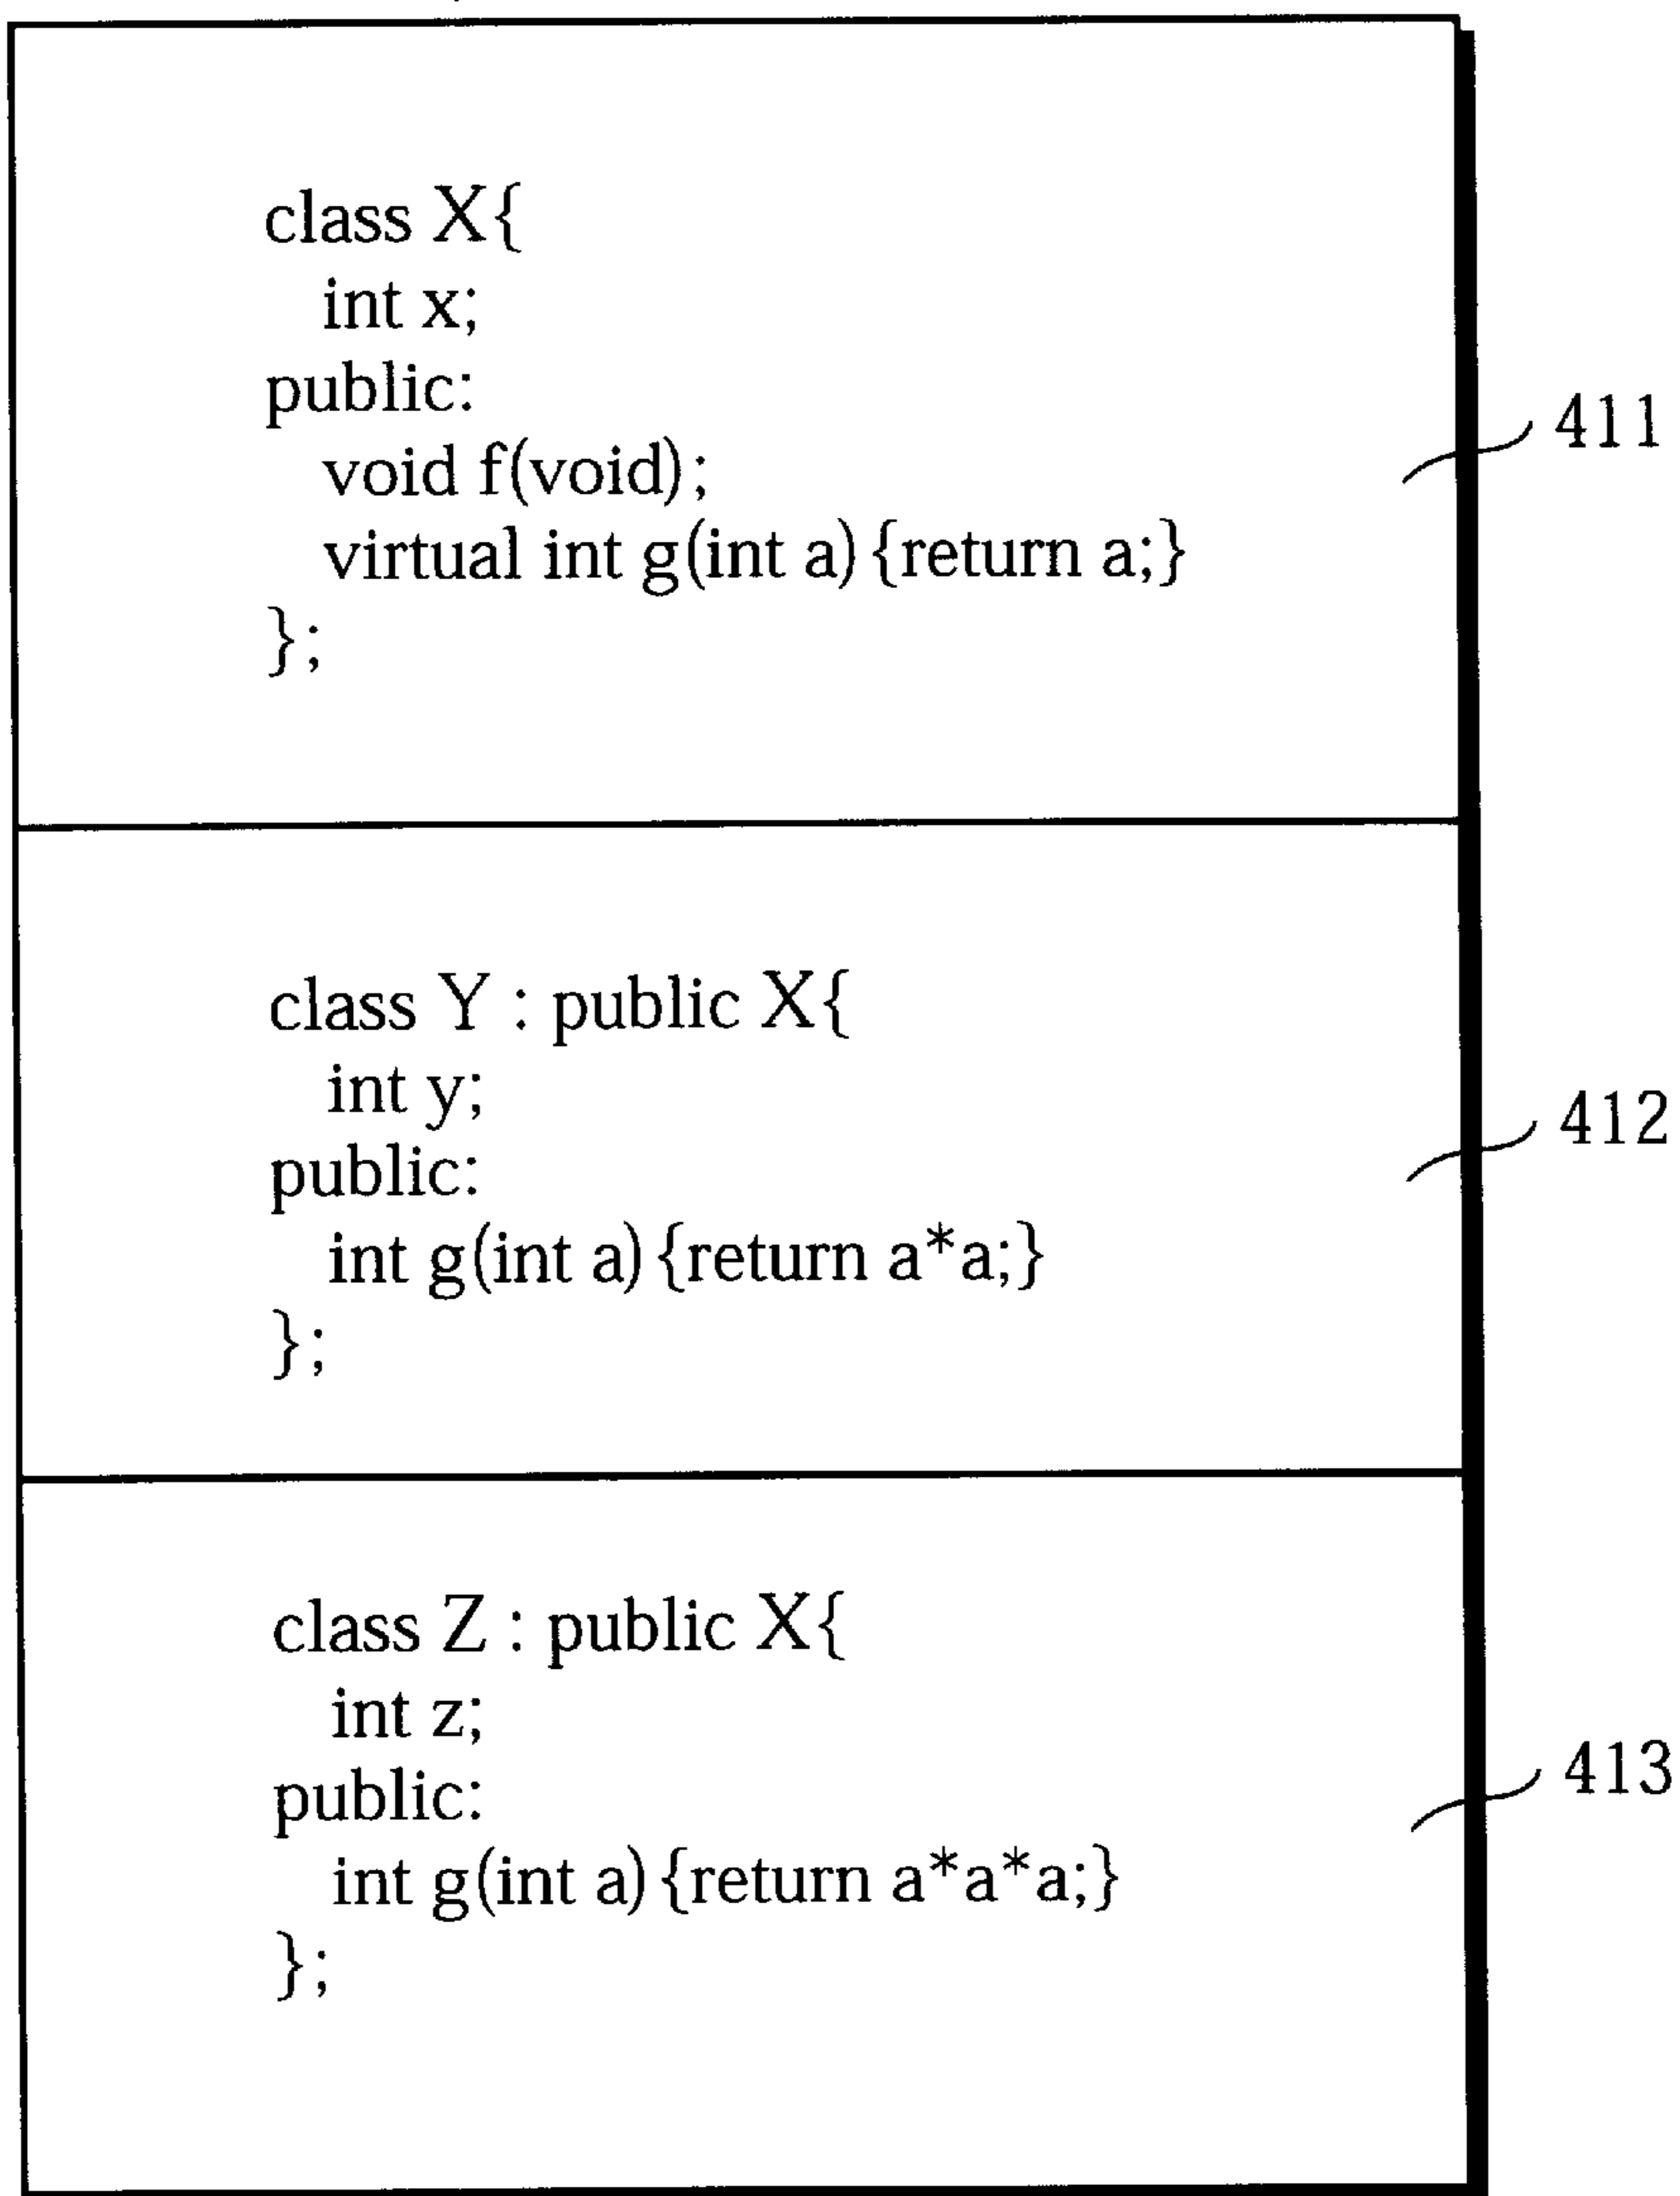 class X{
int x;
public:
void f(void);
virtual int g(int a){return a;}
};
411
class Y : public X{
int y;
public:
int g(int a){return a*a;}
};
412
class Z : public X{
int z;
public:
int g(int a){return a*a*a;}
};
413